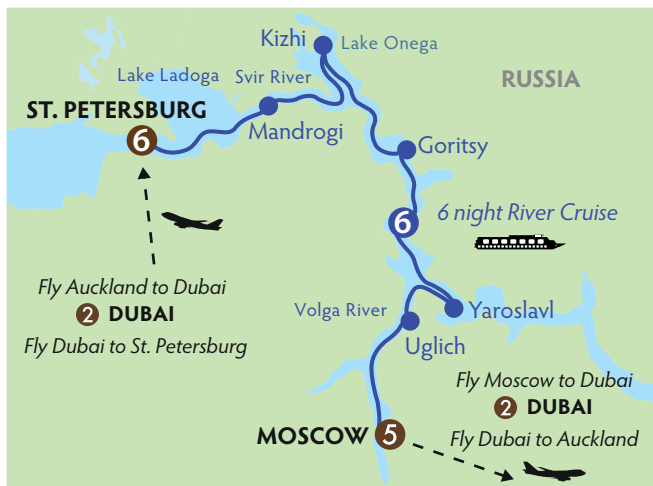 Kizhi
Lake Onega
Lake Ladoga
Svir River
RUSSIA
ST. PETERSBURG
6
Mandrogi
Goritsy
6
6 night River Cruise
Fly Auckland to Dubai
2 DUBAI
Fly Dubai to St. Petersburg
Volga River
Yaroslavl
Uglich
Fly Moscow to Dubai
2 DUBAI
Fly Dubai to Auckland
MOSCOW
5